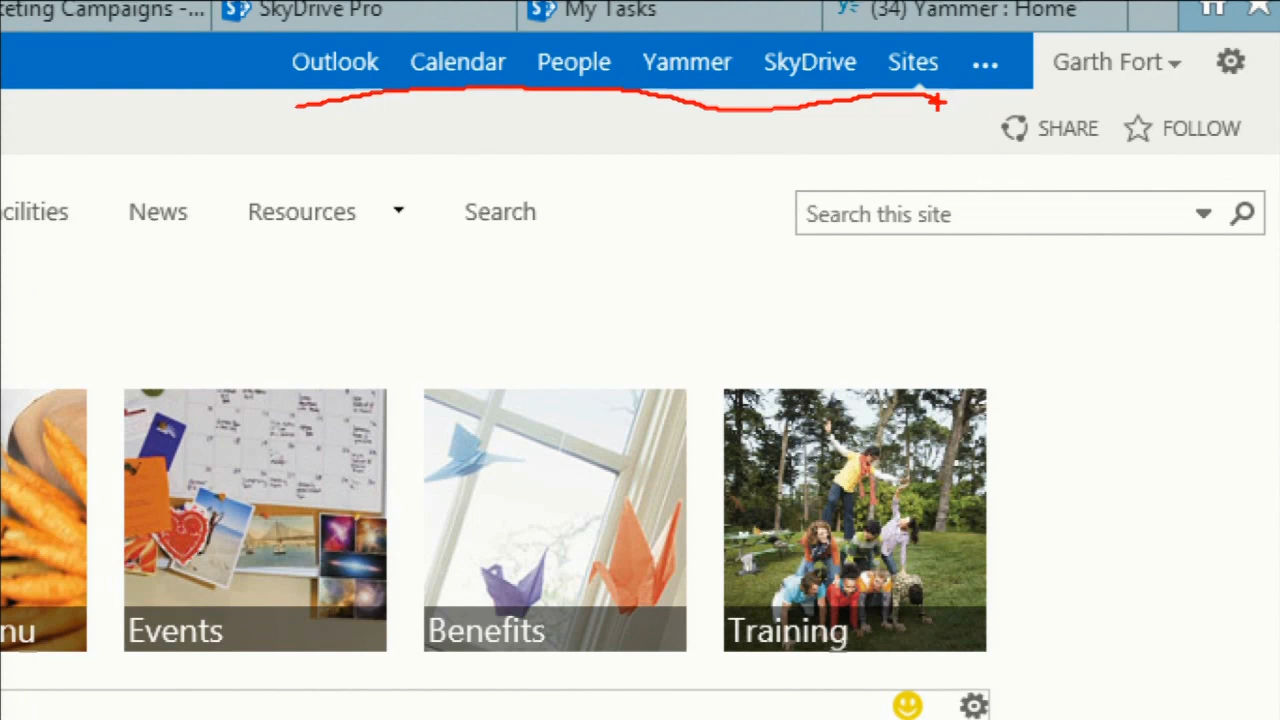 keting Campaigns -... SkyDrive Pro My Tasks (34) Yammer : Home
Outlook Calendar People Yammer SkyDrive Sites ... Garth Fort
SHARE FOLLOW
cilities News Resources Search Search this site
nu Events Benefits Training